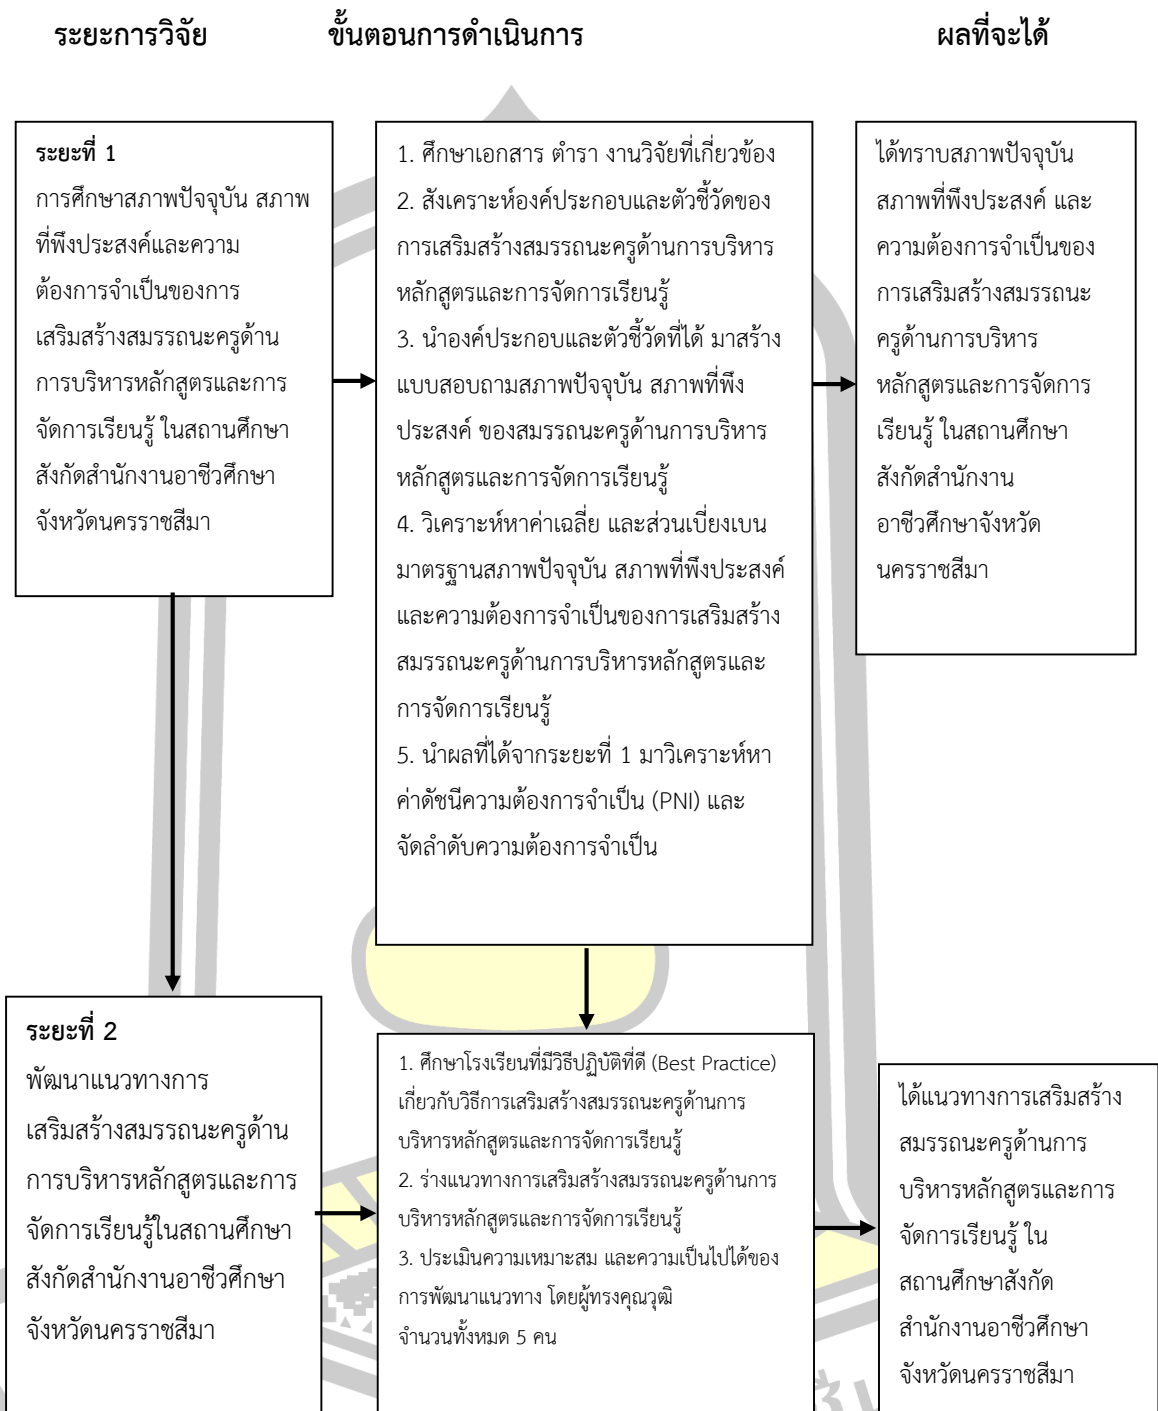 ระยะการวิจัย
ขั้นตอนการดำเนินการ
ผลที่จะได้
ระยะที่ 1
การศึกษาสภาพปัจจุบัน สภาพ
ที่พึงประสงค์และความ
ต้องการจำเป็นของการ
เสริมสร้างสมรรถนะครูด้าน
การบริหารหลักสูตรและการ
จัดการเรียนรู้ ในสถานศึกษา
สังกัดสำนักงานอาชีวศึกษา
จังหวัดนครราชสีมา
1. ศึกษาเอกสาร ตำรา งานวิจัยที่เกี่ยวข้อง
2. สังเคราะห์องค์ประกอบและตัวชี้วัดของ
การเสริมสร้างสมรรถนะครูด้านการบริหาร
หลักสูตรและการจัดการเรียนรู้
3. นำองค์ประกอบและตัวชี้วัดที่ได้ มาสร้าง
แบบสอบถามสภาพปัจจุบัน สภาพที่พึง
ประสงค์ ของสมรรถนะครูด้านการบริหาร
หลักสูตรและการจัดการเรียนรู้
4. วิเคราะห์หาค่าเฉลี่ย และส่วนเบี่ยงเบน
มาตรฐานสภาพปัจจุบัน สภาพที่พึงประสงค์
และความต้องการจำเป็นของการเสริมสร้าง
สมรรถนะครูด้านการบริหารหลักสูตรและ
การจัดการเรียนรู้
5. นำผลที่ได้จากระยะที่ 1 มาวิเคราะห์หา
ค่าดัชนีความต้องการจำเป็น (PNI) และ
จัดลำดับความต้องการจำเป็น
ได้ทราบสภาพปัจจุบัน
สภาพที่พึงประสงค์ และ
ความต้องการจำเป็นของ
การเสริมสร้างสมรรถนะ
ครูด้านการบริหาร
หลักสูตรและการจัดการ
เรียนรู้ ในสถานศึกษา
สังกัดสำนักงาน
อาชีวศึกษาจังหวัด
นครราชสีมา
ระยะที่ 2
พัฒนาแนวทางการ
เสริมสร้างสมรรถนะครูด้าน
การบริหารหลักสูตรและการ
จัดการเรียนรู้ในสถานศึกษา
สังกัดสำนักงานอาชีวศึกษา
จังหวัดนครราชสีมา
1. ศึกษาโรงเรียนที่มีวิธีปฏิบัติที่ดี (Best Practice)
เกี่ยวกับวิธีการเสริมสร้างสมรรถนะครูด้านการ
บริหารหลักสูตรและการจัดการเรียนรู้
2. ร่างแนวทางการเสริมสร้างสมรรถนะครูด้านการ
บริหารหลักสูตรและการจัดการเรียนรู้
3. ประเมินความเหมาะสม และความเป็นไปได้ของ
การพัฒนาแนวทาง โดยผู้ทรงคุณวุฒิ
จำนวนทั้งหมด 5 คน
ได้แนวทางการเสริมสร้าง
สมรรถนะครูด้านการ
บริหารหลักสูตรและการ
จัดการเรียนรู้ ใน
สถานศึกษาสังกัด
สำนักงานอาชีวศึกษา
จังหวัดนครราชสีมา